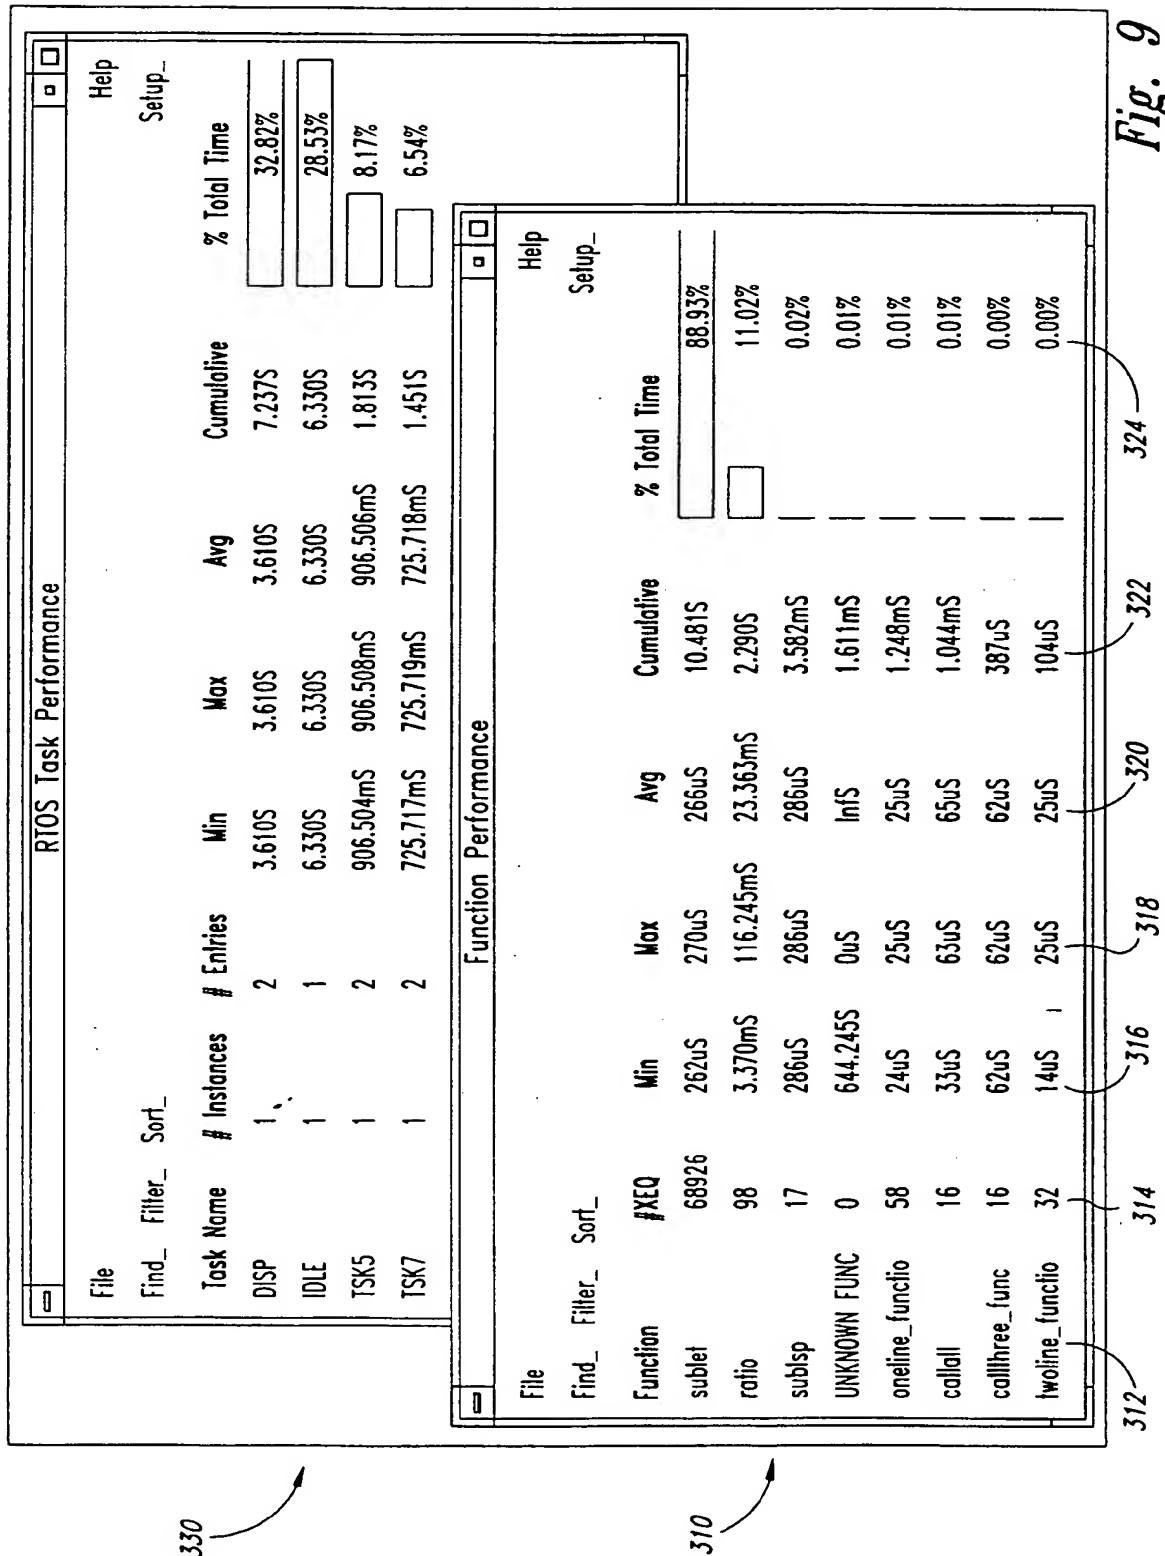 RTOS Task Performance
File Help
Find_ Filter_ Sort_ Setup_
Task Name # Instances # Entries Min Max Avg Cumulative % Total Time
DISP 1 2 3.610S 3.610S 3.610S 7.237S 32.82%
IDLE 1 1 6.330S 6.330S 6.330S 6.330S 28.53%
TSK5 1 2 906.504mS 906.508mS 906.506mS 1.813S 8.17%
TSK7 1 2 725.717mS 725.719mS 725.718mS 1.451S 6.54%
Function Performance
File Help
Find_ Filter_ Sort_ Setup_
Function #XEQ Min Max Avg Cumulative % Total Time
sublet 68926 262uS 270uS 266uS 10.481S 88.93%
ratio 98 3.370mS 116.245mS 23.363mS 2.290S 11.02%
sublsp 17 286uS 286uS 286uS 3.582mS 0.02%
UNKNOWN FUNC 0 644.245S 0uS InfS 1.611mS 0.01%
oneline_functio 58 24uS 25uS 25uS 1.248mS 0.01%
callall 16 33uS 63uS 65uS 1.044mS 0.01%
callthree_func 16 62uS 62uS 62uS 387uS 0.00%
twoline_functio 32 14uS 25uS 25uS 104uS 0.00%
312 314 316 318 320 322 324
330
310
Fig. 9